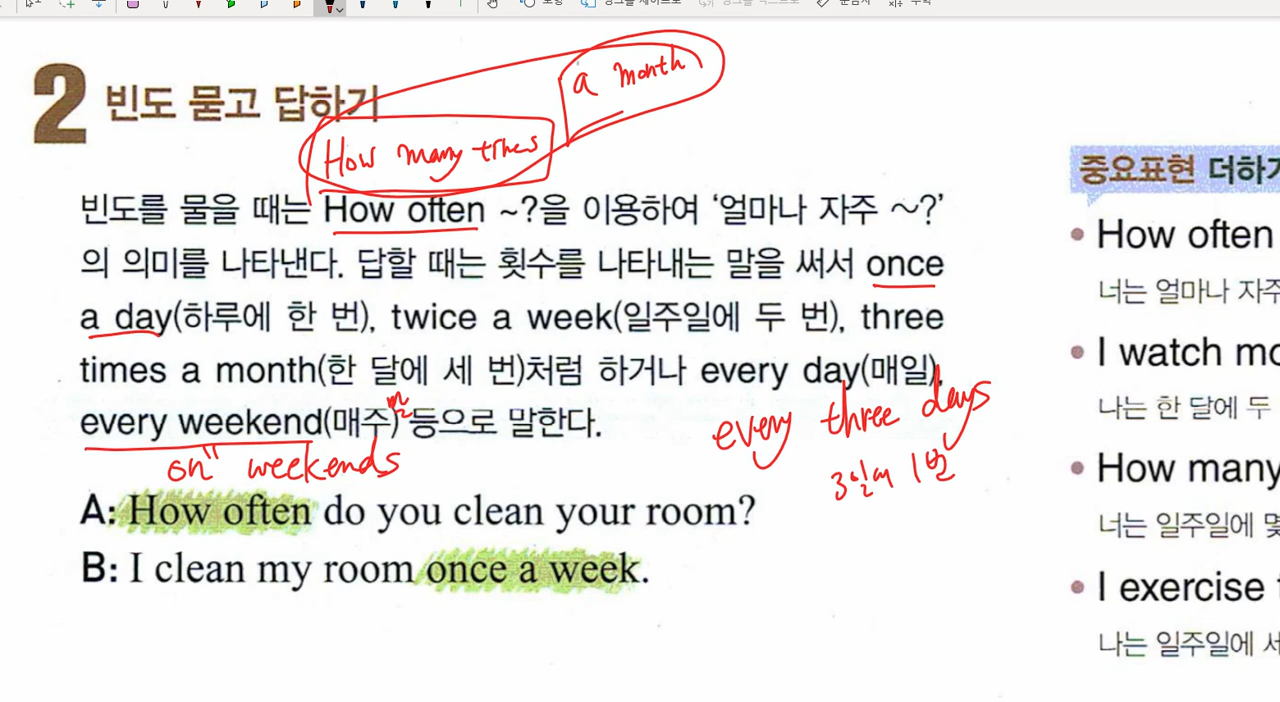 a month
2 빈도 묻고 답하기
How many times
빈도를 물을 때는 How often ~?을 이용하여 '얼마나 자주 ~?'
의 의미를 나타낸다. 답할 때는 횟수를 나타내는 말을 써서 once
a day(하루에 한 번), twice a week(일주일에 두 번), three
times a month(한 달에 세 번)처럼 하거나 every day(매일),
every weekend(매주) 등으로 말한다.
every three days
on weekends
3일에 1번
A: How often do you clean your room?
B: I clean my room once a week.
중요표현 더하기
• How often
너는 얼마나 자주
• I watch mo
나는 한 달에 두
• How many
너는 일주일에 몇
• I exercise t
나는 일주일에 세